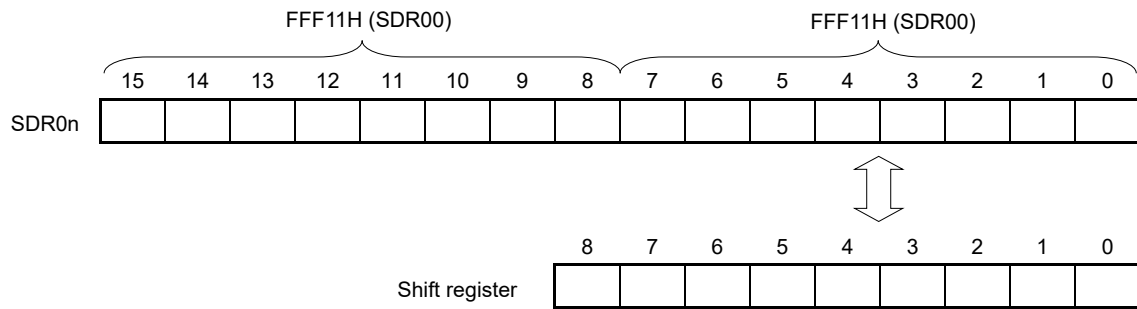 FFF11H (SDR00) FFF11H (SDR00)
15 14 13 12 11 10 9 8 7 6 5 4 3 2 1 0
SDR0n
8 7 6 5 4 3 2 1 0
Shift register